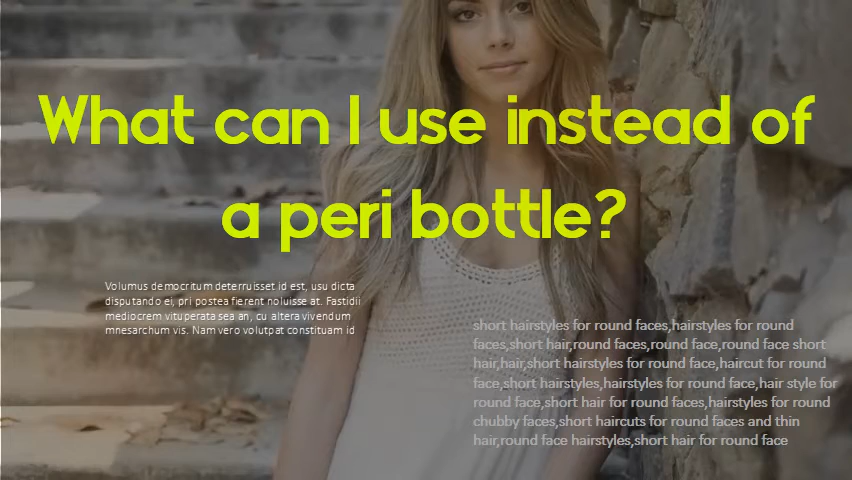 What can I use instead of
a peri bottle?
Volumus democritum deterruisset id est, usu dicta
disputando ei, pri postea fierent noluisse at. Fastidii
mediocrem vituperata sea an, cu altera vivendum
mnesarchum vis. Nam vero volutpat constituam id
short hairstyles for round faces,hairstyles for round
faces,short hair,round faces,round face,round face short
hair,hair,short hairstyles for round face,haircut for round
face,short hairstyles,hairstyles for round face,hair style for
round face,short hair for round faces,hairstyles for round
chubby faces,short haircuts for round faces and thin
hair,round face hairstyles,short hair for round face